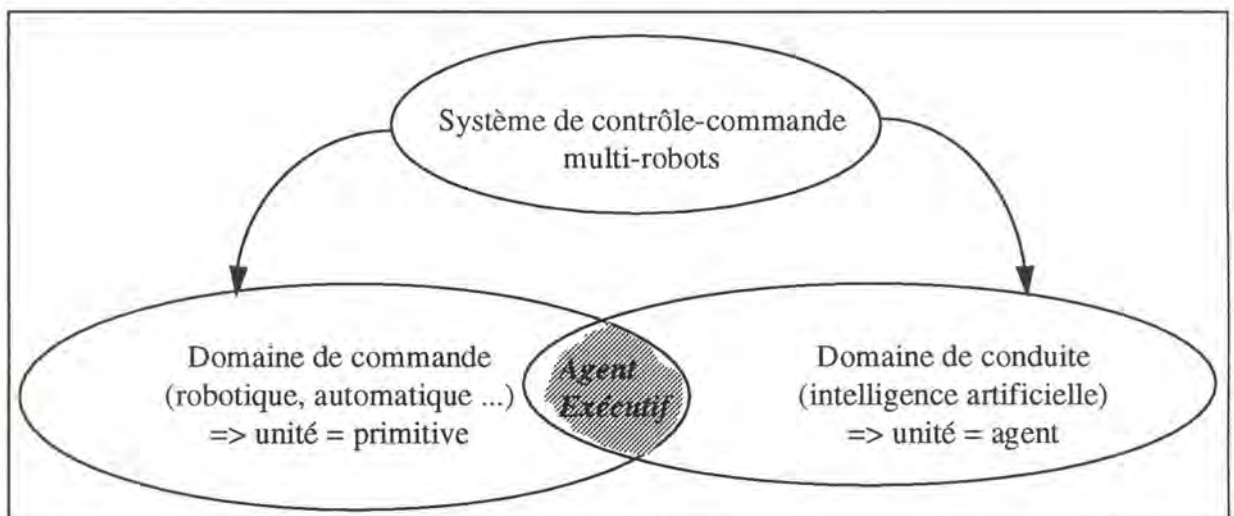 Système de contrôle-commande
multi-robots
Domaine de commande
(robotique, automatique ...)
=> unité = primitive
Agent
Exécutif
Domaine de conduite
(intelligence artificielle)
=> unité = agent